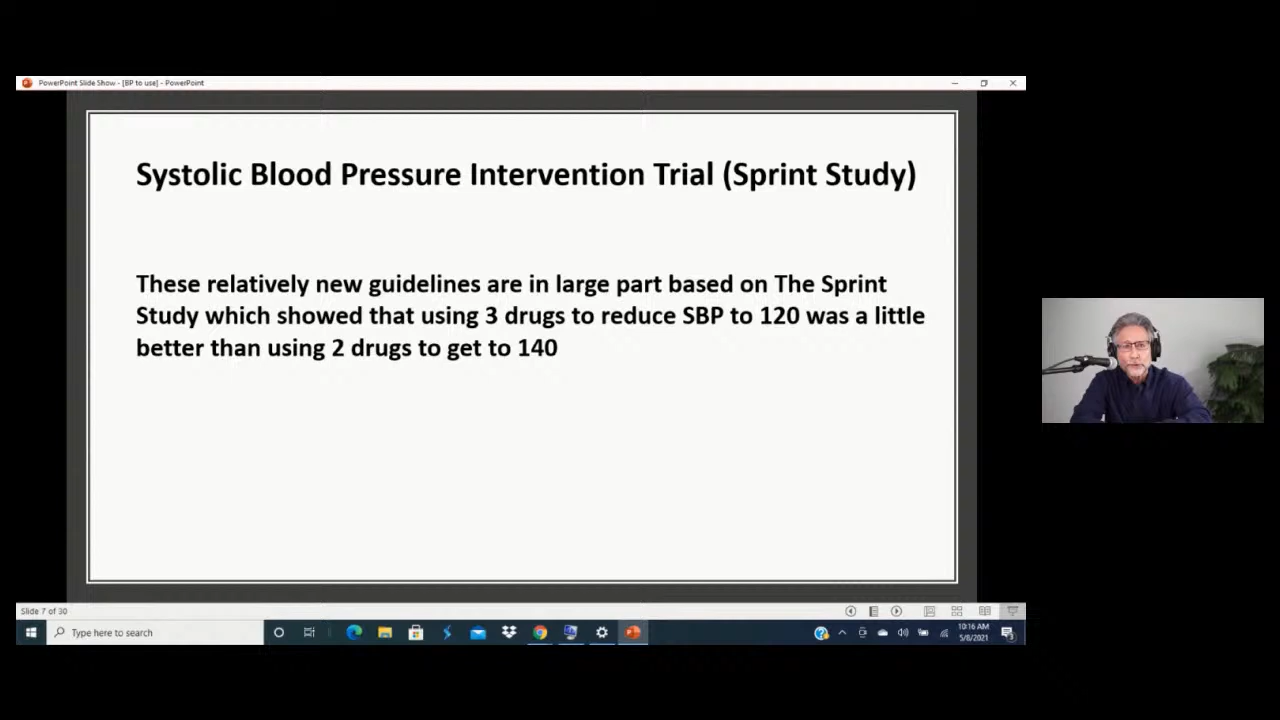 PowerPoint Slide Show - [BP to use] - PowerPoint
Systolic Blood Pressure Intervention Trial (Sprint Study)
These relatively new guidelines are in large part based on The Sprint
Study which showed that using 3 drugs to reduce SBP to 120 was a little
better than using 2 drugs to get to 140
Slide 7 of 30
Type here to search
10:16 AM
5/8/2021